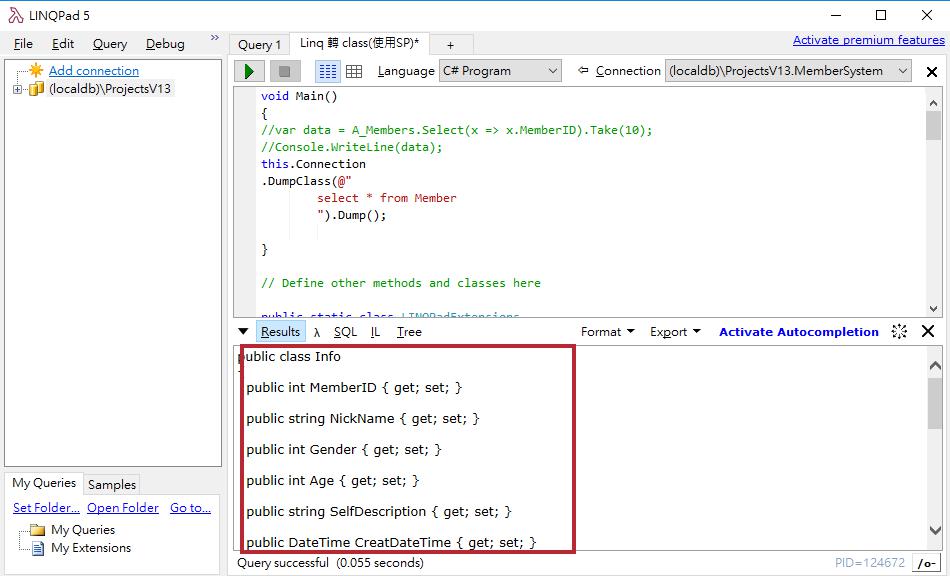 LINQPad 5
File Edit Query Debug »
Query 1 Linq 轉 class(使用SP)* +
Activate premium features
Add connection
(localdb)\ProjectsV13
Language C# Program Connection (localdb)\ProjectsV13.MemberSystem
void Main()
{
//var data = A_Members.Select(x => x.MemberID).Take(10);
//Console.WriteLine(data);
this.Connection
.DumpClass(@"
select * from Member
").Dump();
}
// Define other methods and classes here
public static class LINQPadExtensions
Results λ SQL IL Tree Format Export Activate Autocompletion
public class Info
public int MemberID { get; set; }
public string NickName { get; set; }
public int Gender { get; set; }
public int Age { get; set; }
public string SelfDescription { get; set; }
public DateTime CreatDateTime { get; set; }
My Queries Samples
Set Folder... Open Folder Go to...
My Queries
My Extensions
Query successful (0.055 seconds) PID=124672 /o-